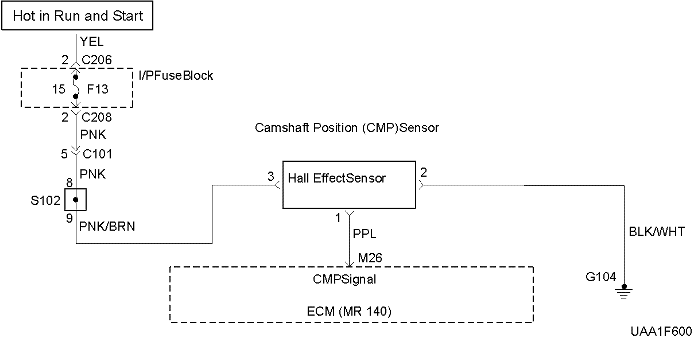 Hot in Run and Start
YEL
2 C206
I/PFuseBlock
15 F13
2 C208
PNK
Camshaft Position (CMP)Sensor
5 C101
PNK
8
S102
9
PNK/BRN
3
Hall EffectSensor
2
1
PPL
BLK/WHT
M26
CMPSignal
ECM (MR 140)
G104
UAA1F600